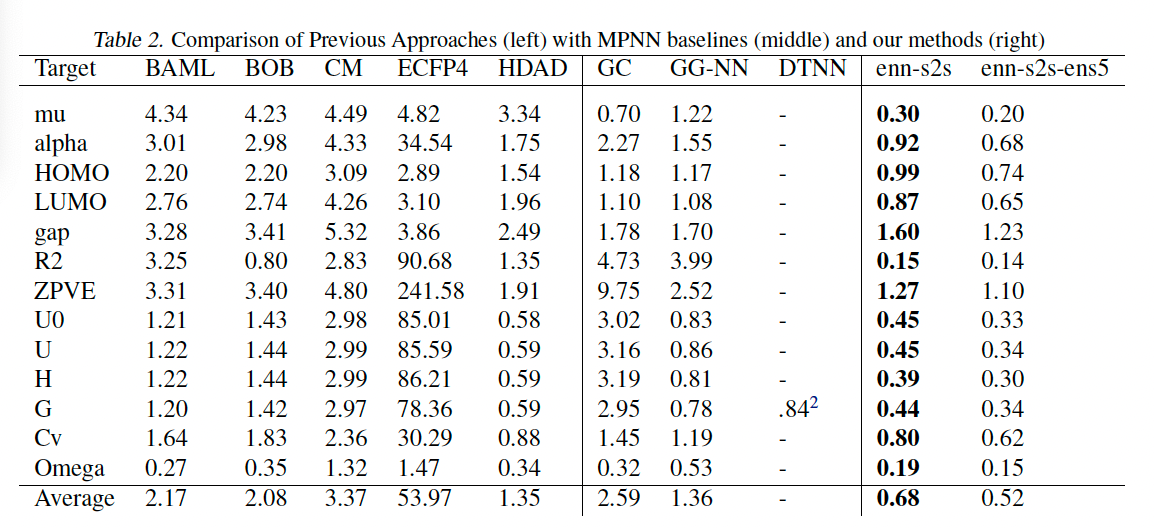 Table 2. Comparison of Previous Approaches (left) with MPNN baselines (middle) and our methods (right)
Target BAML BOB CM ECFP4 HDAD GC GG-NN DTNN enn-s2s enn-s2s-ens5
mu 4.34 4.23 4.49 4.82 3.34 0.70 1.22 - 0.30 0.20
alpha 3.01 2.98 4.33 34.54 1.75 2.27 1.55 - 0.92 0.68
HOMO 2.20 2.20 3.09 2.89 1.54 1.18 1.17 - 0.99 0.74
LUMO 2.76 2.74 4.26 3.10 1.96 1.10 1.08 - 0.87 0.65
gap 3.28 3.41 5.32 3.86 2.49 1.78 1.70 - 1.60 1.23
R2 3.25 0.80 2.83 90.68 1.35 4.73 3.99 - 0.15 0.14
ZPVE 3.31 3.40 4.80 241.58 1.91 9.75 2.52 - 1.27 1.10
U0 1.21 1.43 2.98 85.01 0.58 3.02 0.83 - 0.45 0.33
U 1.22 1.44 2.99 85.59 0.59 3.16 0.86 - 0.45 0.34
H 1.22 1.44 2.99 86.21 0.59 3.19 0.81 - 0.39 0.30
G 1.20 1.42 2.97 78.36 0.59 2.95 0.78 .84² 0.44 0.34
Cv 1.64 1.83 2.36 30.29 0.88 1.45 1.19 - 0.80 0.62
Omega 0.27 0.35 1.32 1.47 0.34 0.32 0.53 - 0.19 0.15
Average 2.17 2.08 3.37 53.97 1.35 2.59 1.36 - 0.68 0.52